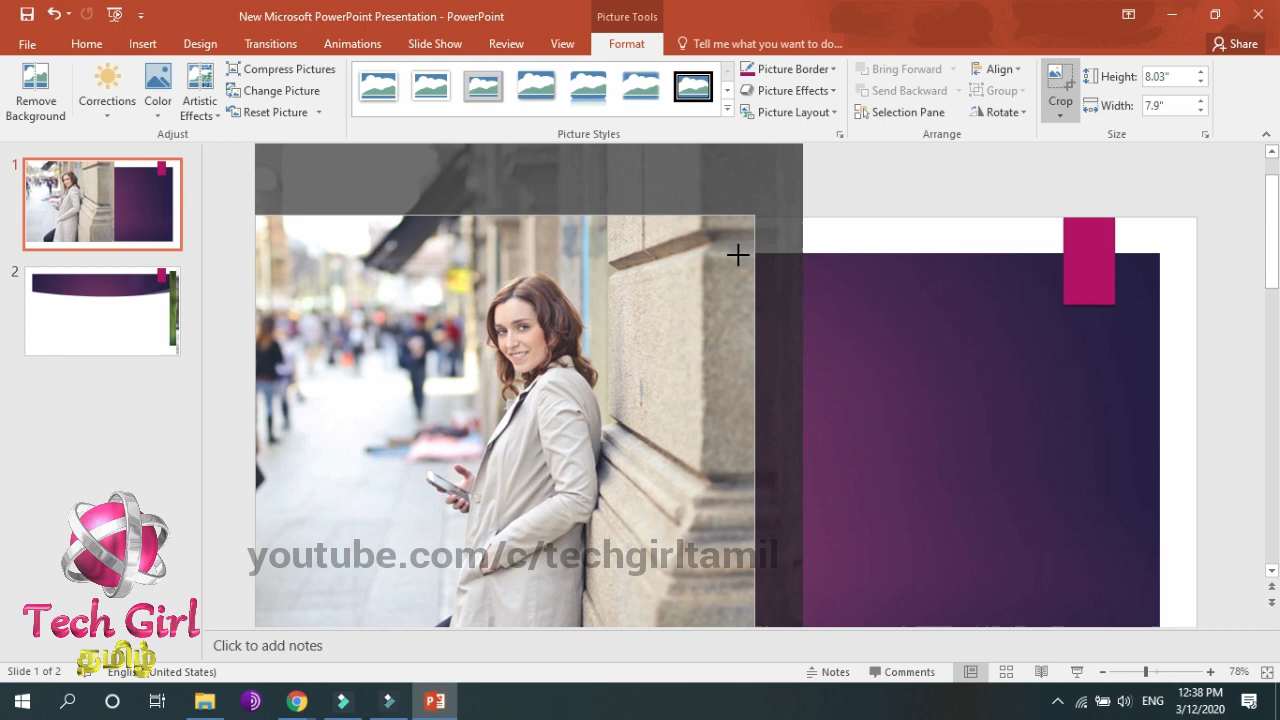 New Microsoft PowerPoint Presentation - PowerPoint
Picture Tools
File Home Insert Design Transitions Animations Slide Show Review View Format Tell me what you want to do... Share
Remove Background
Corrections
Color
Artistic Effects
Compress Pictures
Change Picture
Reset Picture
Adjust
Picture Styles
Picture Border
Picture Effects
Picture Layout
Bring Forward
Send Backward
Selection Pane
Align
Group
Rotate
Arrange
Crop
Height: 8.03"
Width: 7.9"
Size
1
2
youtube.com/c/techgirltamil
Tech Girl
தமிழ்
Click to add notes
Slide 1 of 2 English (United States) Notes Comments 78%
ENG
12:38 PM
3/12/2020